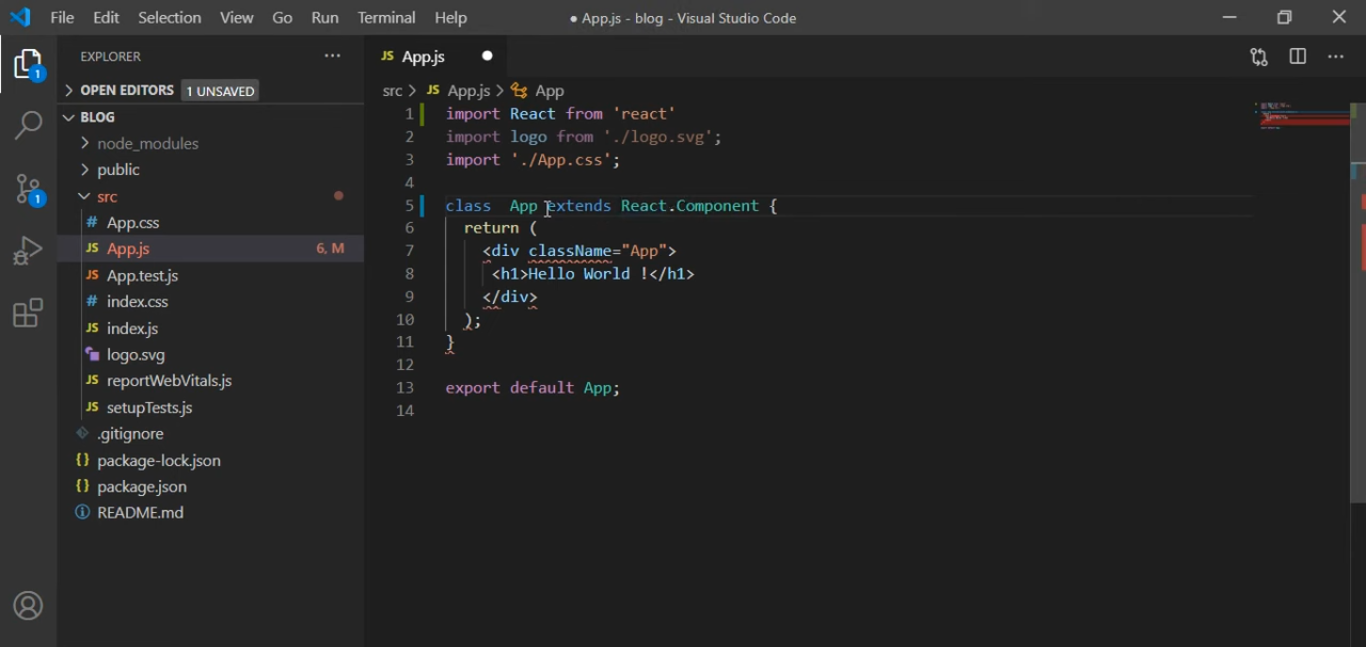 File Edit Selection View Go Run Terminal Help ● App.js - blog - Visual Studio Code
EXPLORER ···
JS App.js ●
> OPEN EDITORS 1 UNSAVED
src > JS App.js > App
BLOG
node_modules
public
src
# App.css
JS App.js 6, M
JS App.test.js
# index.css
JS index.js
logo.svg
JS reportWebVitals.js
JS setupTests.js
.gitignore
{} package-lock.json
{} package.json
README.md
1
1
1 import React from 'react'
2 import logo from './logo.svg';
3 import './App.css';
4
5 class  App extends React.Component {
6 return (
7 <div className="App">
8 <h1>Hello World !</h1>
9 </div>
10 );
11 }
12
13 export default App;
14